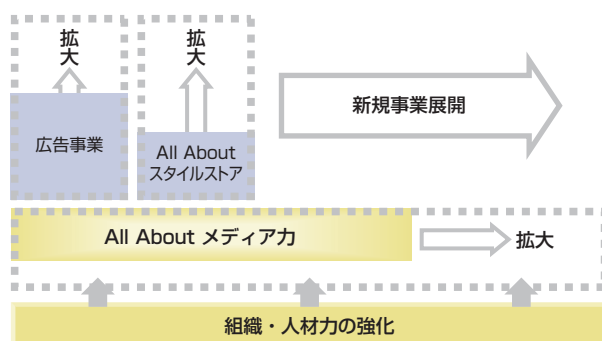 拡大
拡大
新規事業展開
広告事業
All About
スタイルストア
All About メディア力
拡大
組織・人材力の強化